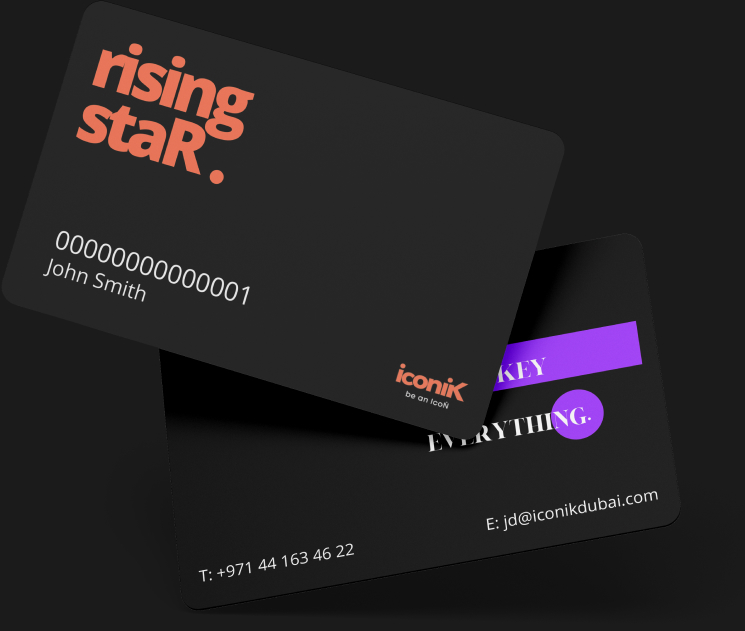 rising
staR.
00000000000001
John Smith
iconiK
be an IcoN
KEY
EVERYTHING.
E: jd@iconikdubai.com
T: +971 44 163 46 22